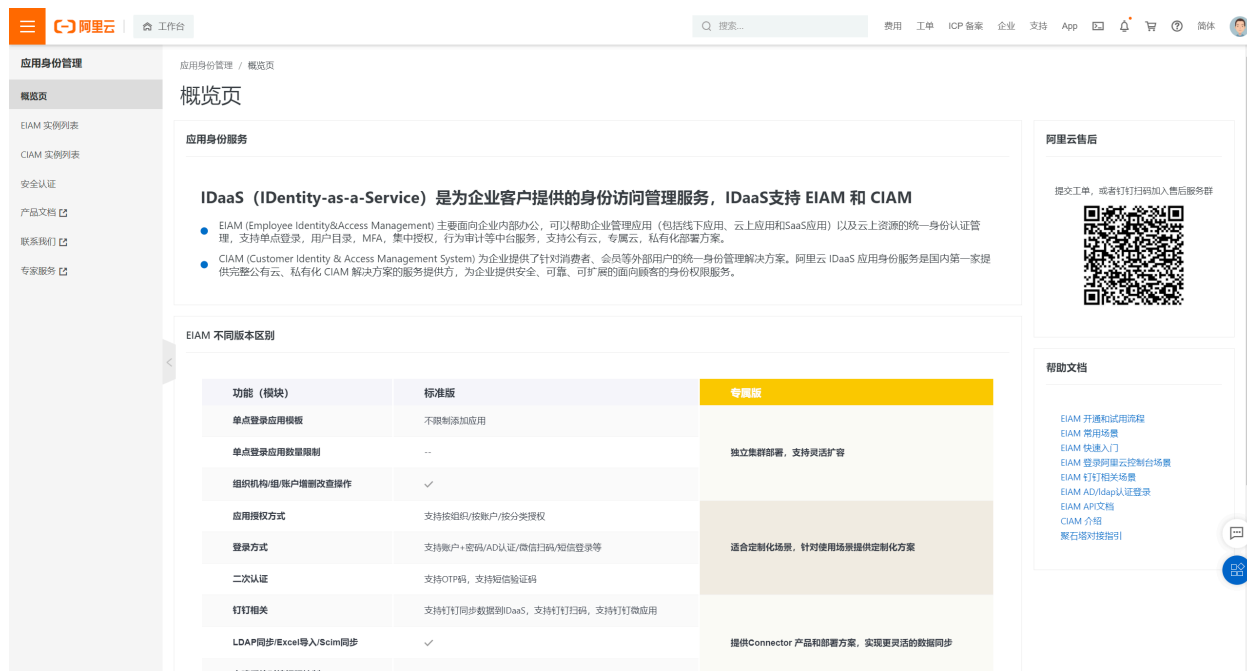 阿里云
工作台
搜索...
费用 工单 ICP 备案 企业 支持 App 简体
应用身份管理
概览页
EIAM 实例列表
CIAM 实例列表
安全认证
产品文档
联系我们
专家服务
应用身份管理 / 概览页
概览页
应用身份服务
IDaaS（IDentity-as-a-Service）是为企业客户提供的身份访问管理服务，IDaaS支持 EIAM 和 CIAM
EIAM (Employee Identity&Access Management) 主要面向企业内部办公，可以帮助企业管理应用（包括线下应用、云上应用和SaaS应用）以及云上资源的统一身份认证管
理，支持单点登录，用户目录，MFA，集中授权，行为审计等中台服务，支持公有云，专属云，私有化部署方案。
CIAM (Customer Identity & Access Management System) 为企业提供了针对消费者、会员等外部用户的统一身份管理解决方案。阿里云 IDaaS 应用身份服务是国内第一家提
供完整公有云、私有化 CIAM 解决方案的服务提供方，为企业提供安全、可靠、可扩展的面向顾客的身份权限服务。
EIAM 不同版本区别
功能（模块） 标准版 专属版
单点登录应用模板 不限制添加应用
单点登录应用数量限制 -- 独立集群部署，支持灵活扩容
组织机构/组/账户增删改查操作
应用授权方式 支持按组织/按账户/按分类授权
登录方式 支持账户+密码/AD认证/微信扫码/短信登录等 适合定制化场景，针对使用场景提供定制化方案
二次认证 支持OTP码，支持短信验证码
钉钉相关 支持钉钉同步数据到IDaaS，支持钉钉扫码，支持钉钉微应用
LDAP同步/Excel导入/Scim同步 提供Connector 产品和部署方案，实现更灵活的数据同步
阿里云售后
提交工单，或者钉钉扫码加入售后服务群
帮助文档
EIAM 开通和试用流程
EIAM 常用场景
EIAM 快速入门
EIAM 登录阿里云控制台场景
EIAM 钉钉相关场景
EIAM AD/ldap认证登录
EIAM API文档
CIAM 介绍
聚石塔对接指引